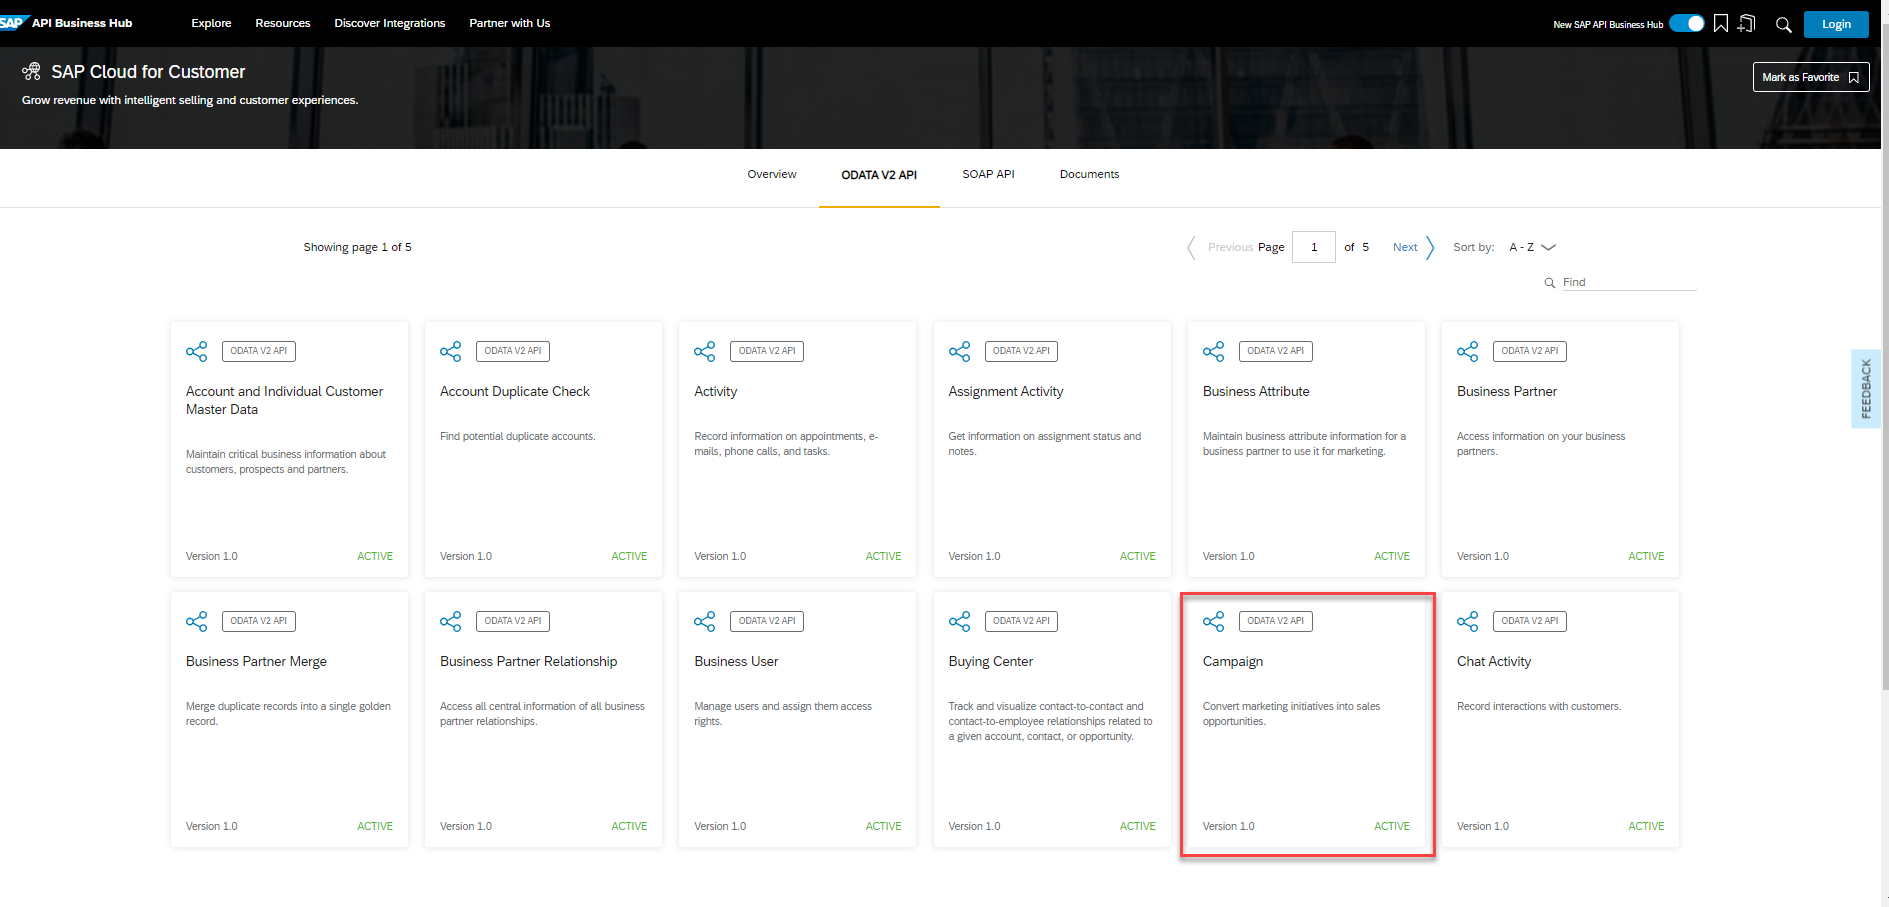 SAP API Business Hub
Explore
Resources
Discover Integrations
Partner with Us
New SAP API Business Hub
Login
SAP Cloud for Customer
Grow revenue with intelligent selling and customer experiences.
Mark as Favorite
Overview
ODATA V2 API
SOAP API
Documents
Showing page 1 of 5
Previous Page 1 of 5 Next
Sort by: A - Z
Find
FEEDBACK
ODATA V2 API
Account and Individual Customer
Master Data
Maintain critical business information about
customers, prospects and partners.
Version 1.0 ACTIVE
ODATA V2 API
Account Duplicate Check
Find potential duplicate accounts.
Version 1.0 ACTIVE
ODATA V2 API
Activity
Record information on appointments, e-
mails, phone calls, and tasks.
Version 1.0 ACTIVE
ODATA V2 API
Assignment Activity
Get information on assignment status and
notes.
Version 1.0 ACTIVE
ODATA V2 API
Business Attribute
Maintain business attribute information for a
business partner to use it for marketing.
Version 1.0 ACTIVE
ODATA V2 API
Business Partner
Access information on your business
partners.
Version 1.0 ACTIVE
ODATA V2 API
Business Partner Merge
Merge duplicate records into a single golden
record.
Version 1.0 ACTIVE
ODATA V2 API
Business Partner Relationship
Access all central information of all business
partner relationships.
Version 1.0 ACTIVE
ODATA V2 API
Business User
Manage users and assign them access
rights.
Version 1.0 ACTIVE
ODATA V2 API
Buying Center
Track and visualize contact-to-contact and
contact-to-employee relationships related to
a given account, contact, or opportunity.
Version 1.0 ACTIVE
ODATA V2 API
Campaign
Convert marketing initiatives into sales
opportunities.
Version 1.0 ACTIVE
ODATA V2 API
Chat Activity
Record interactions with customers.
Version 1.0 ACTIVE